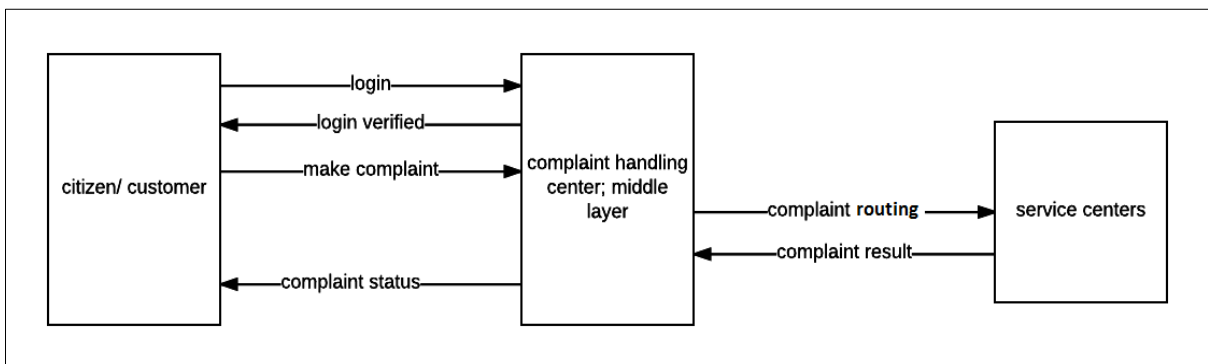 login
login verified
make complaint
citizen/ customer
complaint status
complaint handling
center; middle
layer
complaint routing
complaint result
service centers